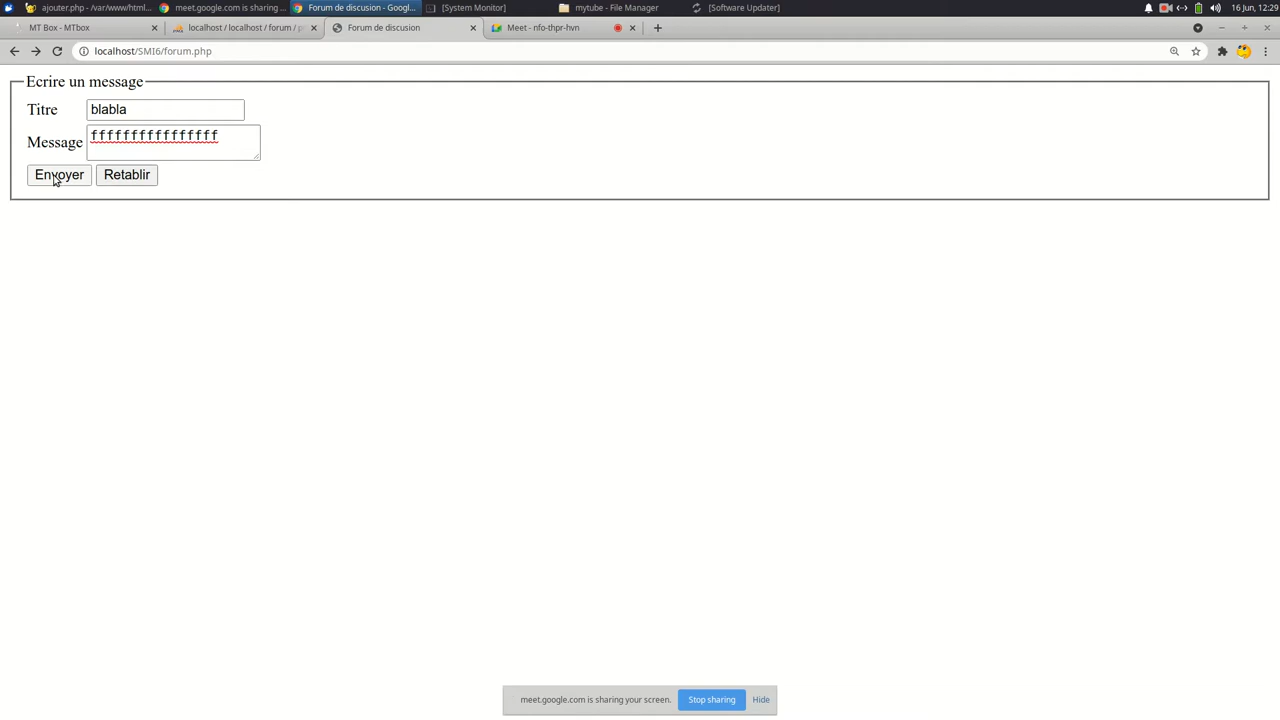 ajouter.php - /var/www/html... meet.google.com is sharing ... Forum de discusion - Googl... [System Monitor] mytube - File Manager [Software Updater] 16 Jun, 12:29
MT Box - MTbox localhost / localhost / forum / p Forum de discusion Meet - nfo-thpr-hvn
localhost/SMI6/forum.php
Ecrire un message
Titre blabla
Message ffffffffffffffff
Envoyer Retablir
meet.google.com is sharing your screen. Stop sharing Hide